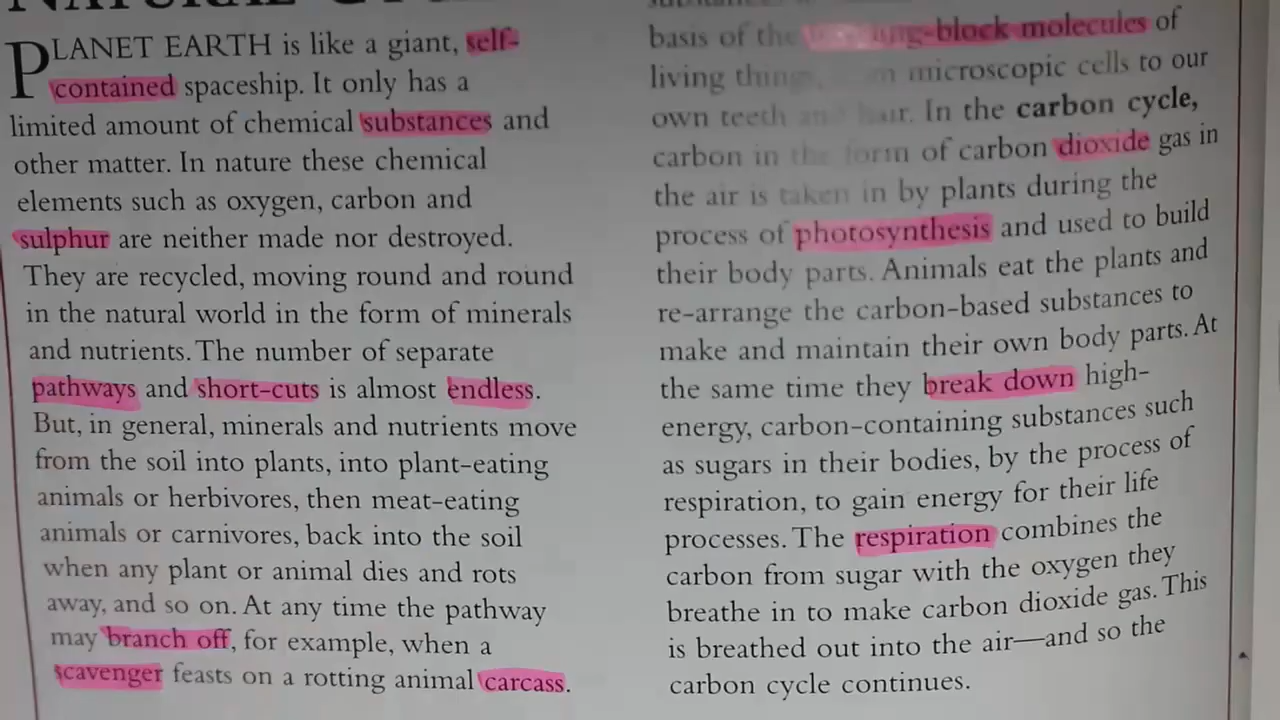 PLANET EARTH is like a giant, self-
contained spaceship. It only has a
limited amount of chemical substances and
other matter. In nature these chemical
elements such as oxygen, carbon and
sulphur are neither made nor destroyed.
They are recycled, moving round and round
in the natural world in the form of minerals
and nutrients. The number of separate
pathways and short-cuts is almost endless.
But, in general, minerals and nutrients move
from the soil into plants, into plant-eating
animals or herbivores, then meat-eating
animals or carnivores, back into the soil
when any plant or animal dies and rots
away, and so on. At any time the pathway
may branch off, for example, when a
scavenger feasts on a rotting animal carcass.
basis of the molecules of
living microscopic cells to our
own teeth and hair. In the carbon cycle,
carbon in the form of carbon dioxide gas in
the air is taken in by plants during the
process of photosynthesis and used to build
their body parts. Animals eat the plants and
re-arrange the carbon-based substances to
make and maintain their own body parts. At
the same time they break down high-
energy, carbon-containing substances such
as sugars in their bodies, by the process of
respiration, to gain energy for their life
processes. The respiration combines the
carbon from sugar with the oxygen they
breathe in to make carbon dioxide gas. This
is breathed out into the air—and so the
carbon cycle continues.